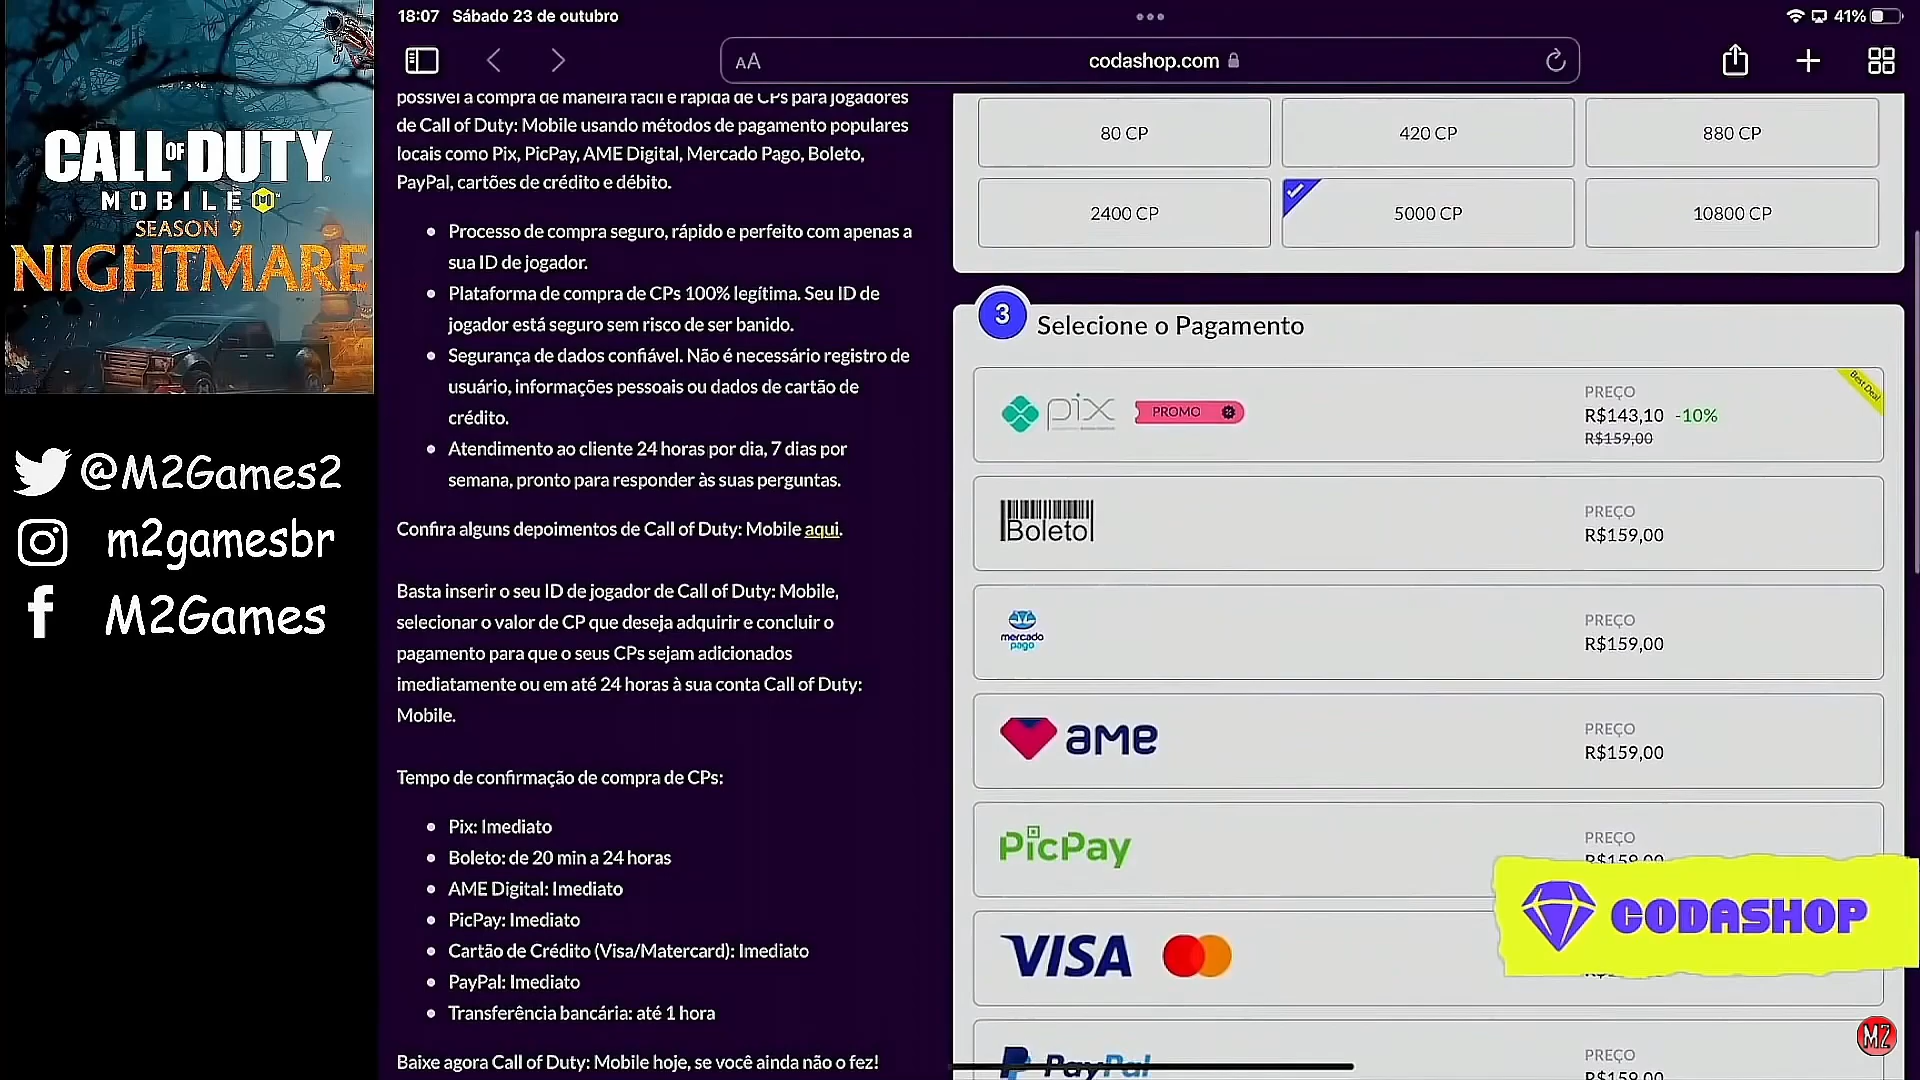 18:07 Sábado 23 de outubro
41%
AA
codashop.com
CALL OF DUTY
MOBILE
SEASON 9
NIGHTMARE
@M2Games2
m2gamesbr
M2Games
possível a compra de maneira fácil e rápida de CPs para jogadores
de Call of Duty: Mobile usando métodos de pagamento populares
locais como Pix, PicPay, AME Digital, Mercado Pago, Boleto,
PayPal, cartões de crédito e débito.
Processo de compra seguro, rápido e perfeito com apenas a
sua ID de jogador.
Plataforma de compra de CPs 100% legítima. Seu ID de
jogador está seguro sem risco de ser banido.
Segurança de dados confiável. Não é necessário registro de
usuário, informações pessoais ou dados de cartão de
crédito.
Atendimento ao cliente 24 horas por dia, 7 dias por
semana, pronto para responder às suas perguntas.
Confira alguns depoimentos de Call of Duty: Mobile aqui.
Basta inserir o seu ID de jogador de Call of Duty: Mobile,
selecionar o valor de CP que deseja adquirir e concluir o
pagamento para que o seus CPs sejam adicionados
imediatamente ou em até 24 horas à sua conta Call of Duty:
Mobile.
Tempo de confirmação de compra de CPs:
Pix: Imediato
Boleto: de 20 min a 24 horas
AME Digital: Imediato
PicPay: Imediato
Cartão de Crédito (Visa/Matercard): Imediato
PayPal: Imediato
Transferência bancária: até 1 hora
Baixe agora Call of Duty: Mobile hoje, se você ainda não o fez!
80 CP
420 CP
880 CP
2400 CP
5000 CP
10800 CP
3
Selecione o Pagamento
pix
PROMO
PREÇO
R$143,10 -10%
R$159,00
Best Deal
Boleto
PREÇO
R$159,00
mercado
pago
PREÇO
R$159,00
ame
PREÇO
R$159,00
PicPay
PREÇO
R$159,00
VISA
CODASHOP
PayPal
PREÇO
R$159,00
M2